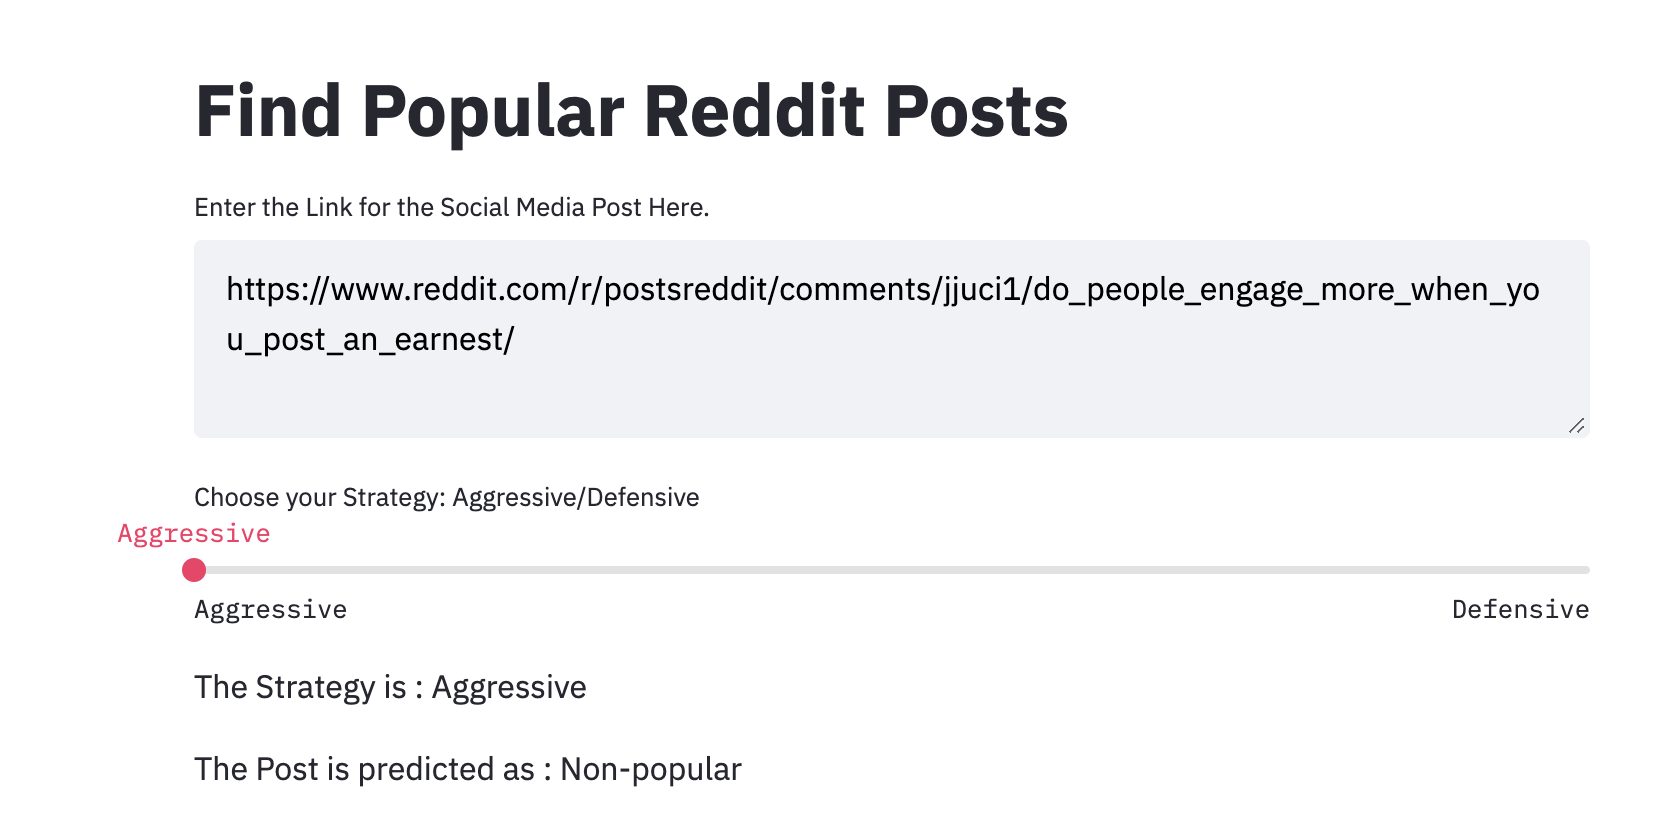 Find Popular Reddit Posts
Enter the Link for the Social Media Post Here.
https://www.reddit.com/r/postsreddit/comments/jjuci1/do_people_engage_more_when_yo
u_post_an_earnest/
Choose your Strategy: Aggressive/Defensive
Aggressive
Aggressive Defensive
The Strategy is : Aggressive
The Post is predicted as : Non-popular